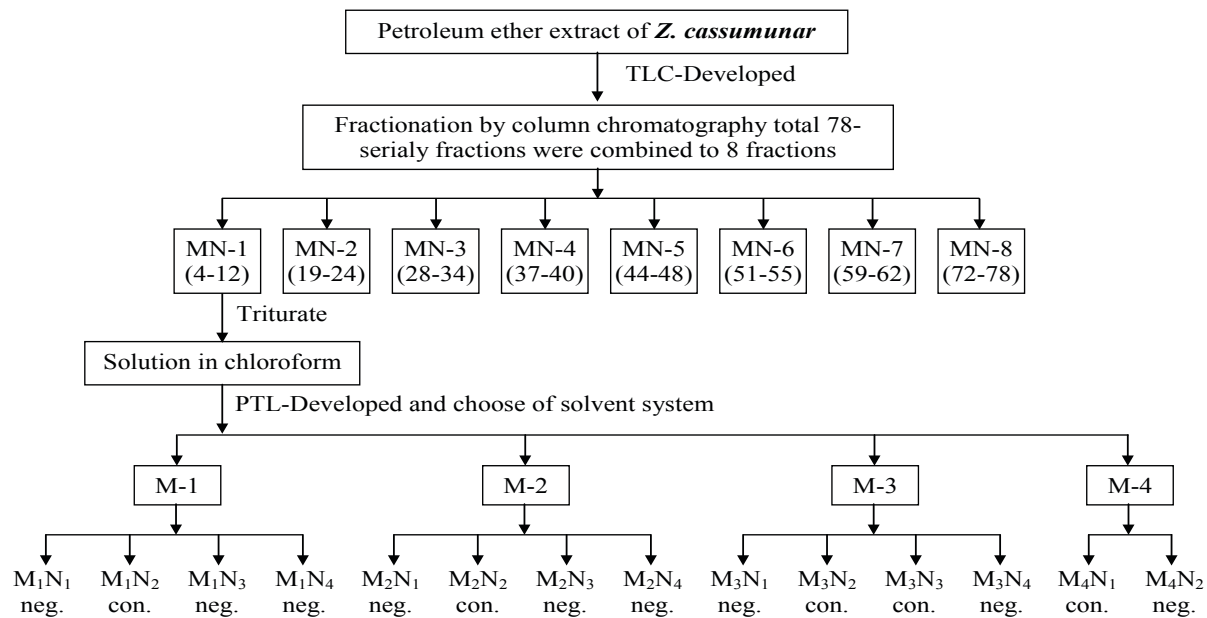 Petroleum ether extract of Z. cassumunar
TLC-Developed
Fractionation by column chromatography total 78-
serialy fractions were combined to 8 fractions
MN-1 MN-2 MN-3 MN-4 MN-5 MN-6 MN-7 MN-8
(4-12) (19-24) (28-34) (37-40) (44-48) (51-55) (59-62) (72-78)
Triturate
Solution in chloroform
PTL-Developed and choose of solvent system
M-1 M-2 M-3 M-4
M₁N₁ M₁N₂ M₁N₃ M₁N₄ M₂N₁ M₂N₂ M₂N₃ M₂N₄ M₃N₁ M₃N₂ M₃N₃ M₃N₄ M₄N₁ M₄N₂
neg. con. neg. neg. neg. con. neg. neg. neg. con. con. neg. con. neg.